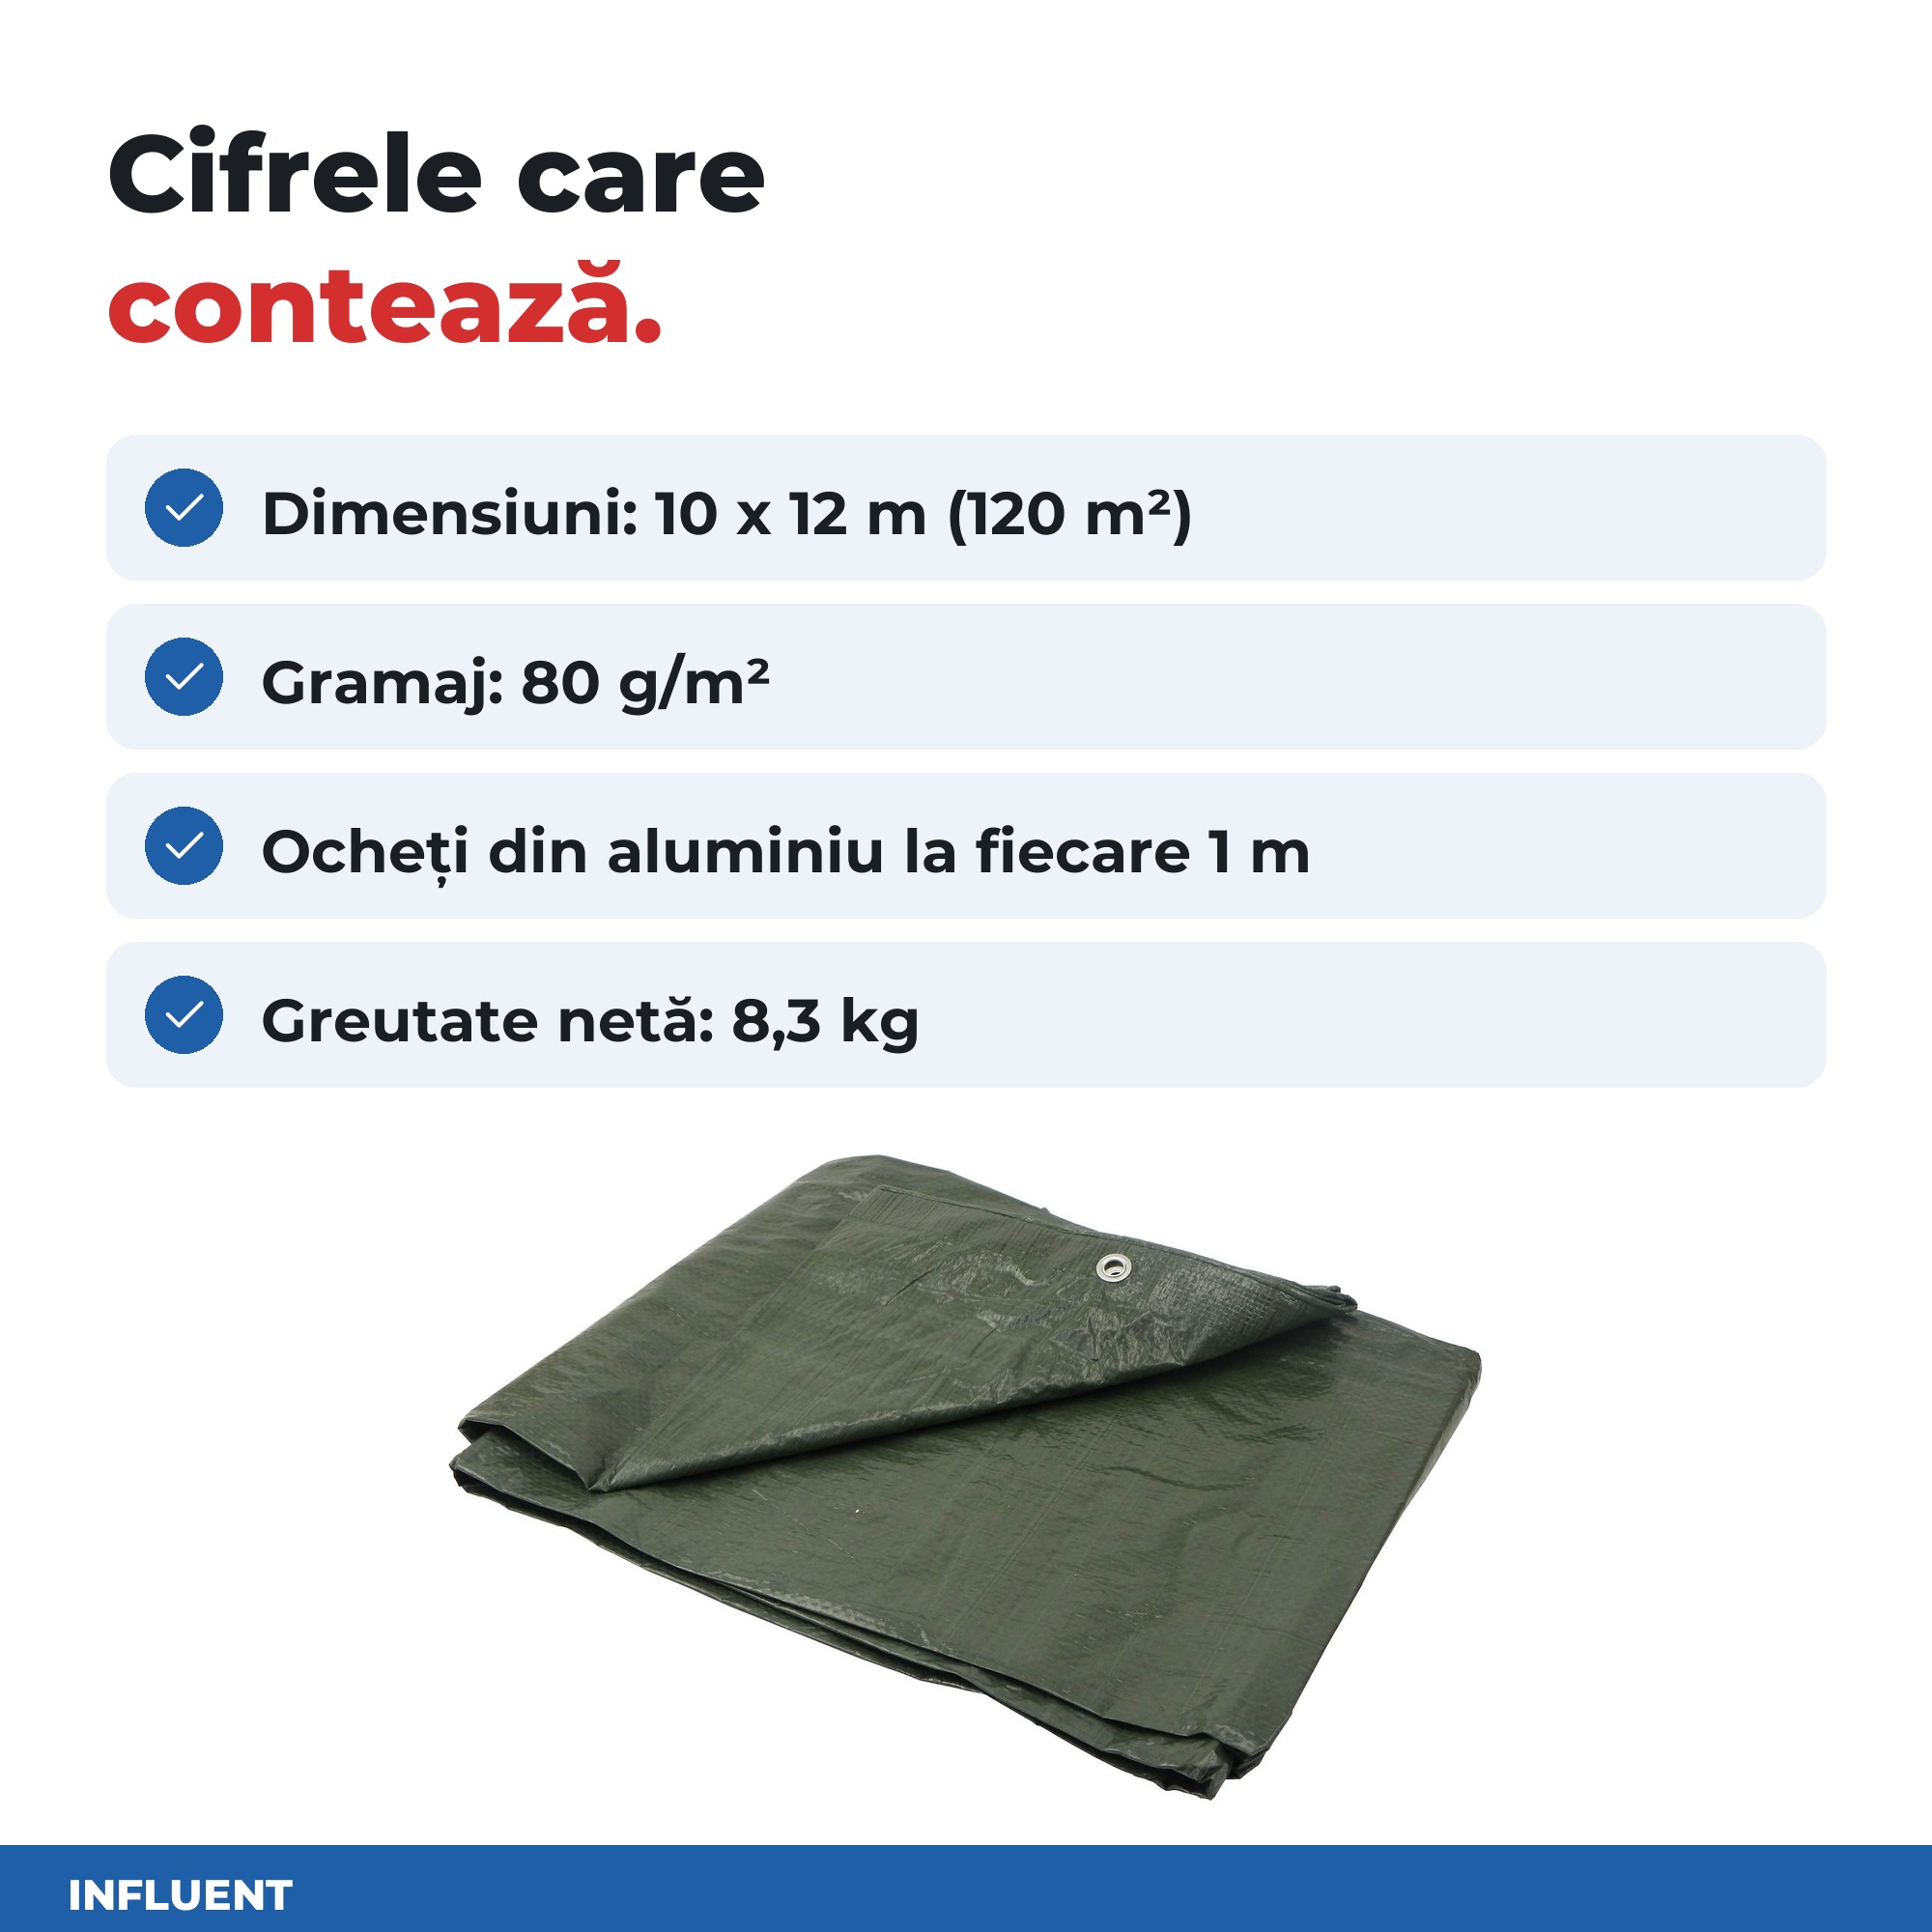 Cifrele care
contează.
Dimensiuni: 10 x 12 m (120 m²)
Gramaj: 80 g/m²
Ocheți din aluminiu la fiecare 1 m
Greutate netă: 8,3 kg
INFLUENT